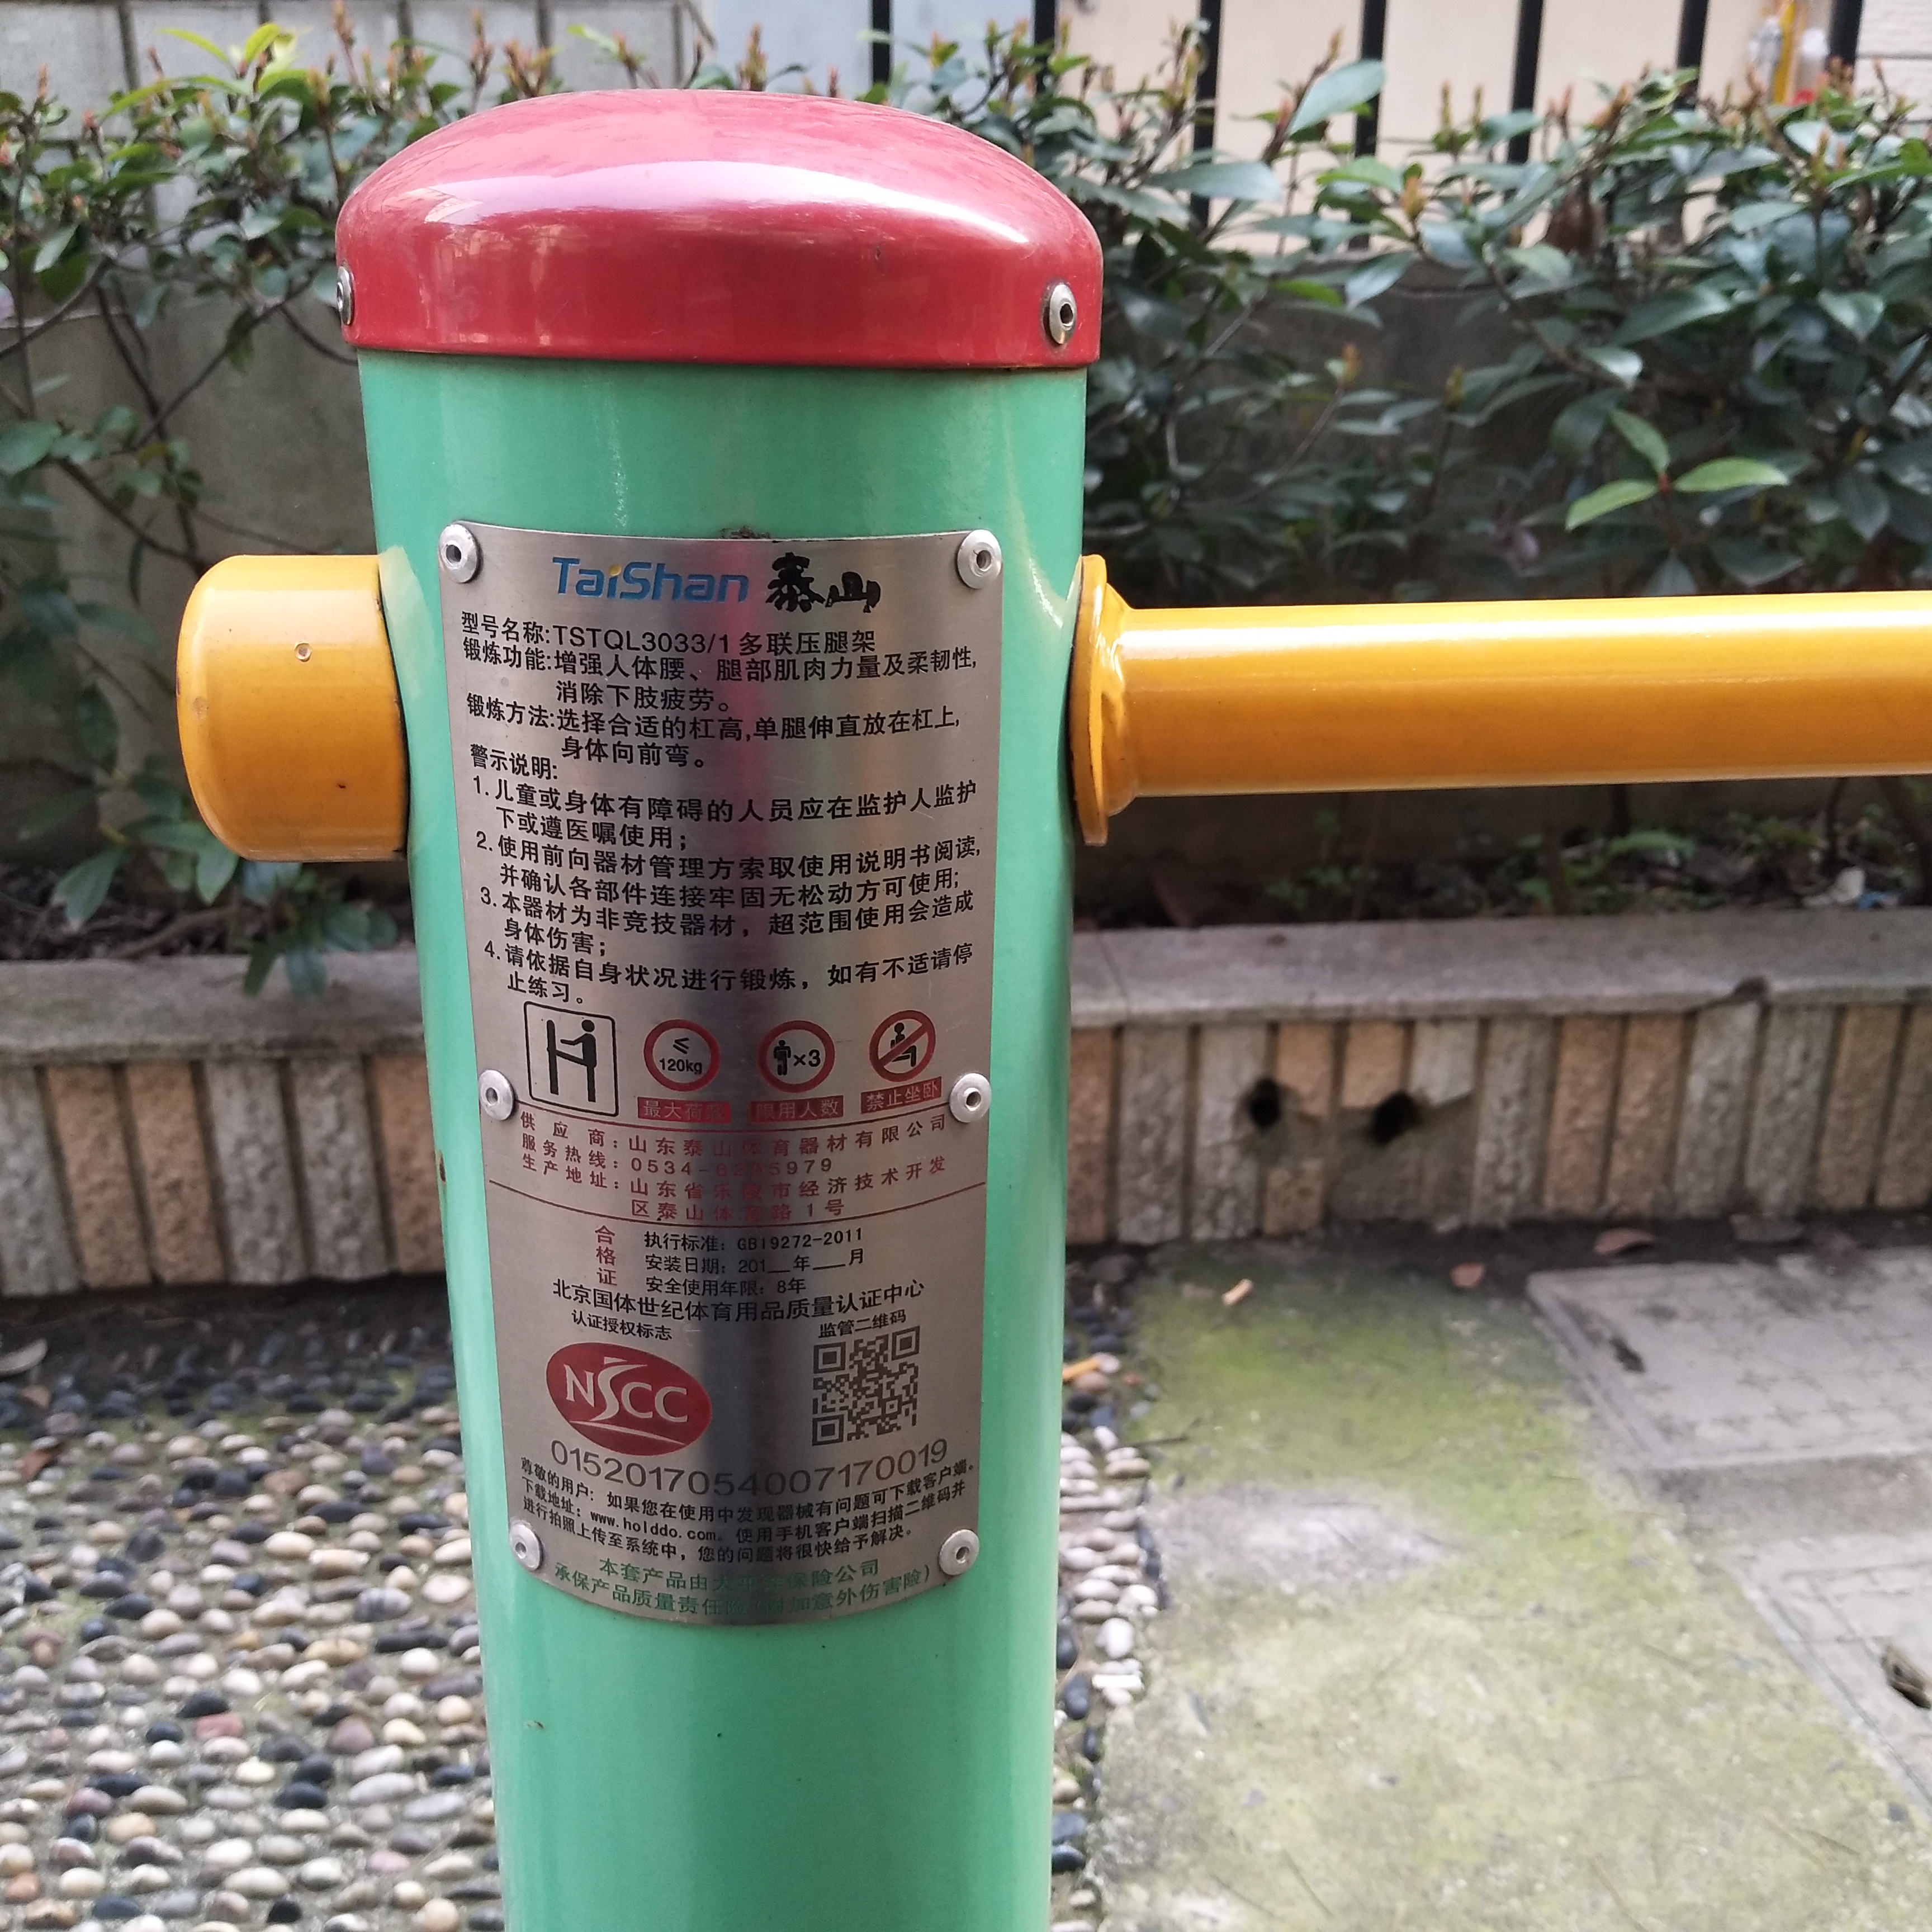 TaiShan 泰山
型号名称:TSTQL3033/1 多联压腿架
锻炼功能:增强人体腰、腿部肌肉力量及柔韧性,
消除下肢疲劳。
锻炼方法:选择合适的杠高,单腿伸直放在杠上,
身体向前弯。
警示说明:
1.儿童或身体有障碍的人员应在监护人监护
下或遵医嘱使用;
2.使用前向器材管理方索取使用说明书阅读,
并确认各部件连接牢固无松动方可使用;
3.本器材为非竞技器材，超范围使用会造成
身体伤害;
4.请依据自身状况进行锻炼，如有不适请停
止练习。
≤
120kg
×3
最大荷 限用人数 禁止坐卧
供应商:山东泰山体育器材有限公司
服务热线:0534-6295979
生产地址:山东省乐陵市经济技术开发
区泰山体育路1号
合格证
执行标准: GB19272-2011
安装日期: 201__年___月
安全使用年限: 8年
北京国体世纪体育用品质量认证中心
认证授权标志
监管二维码
NSCC
0152017054007170019
尊敬的用户: 如果您在使用中发现器械有问题可下载客户端。
下载地址: www.holddo.com。使用手机客户端扫描二维码并
进行拍照上传至系统中，您的问题将很快给予解决。
本套产品由太平洋保险公司
承保产品质量责任险(附加意外伤害险)